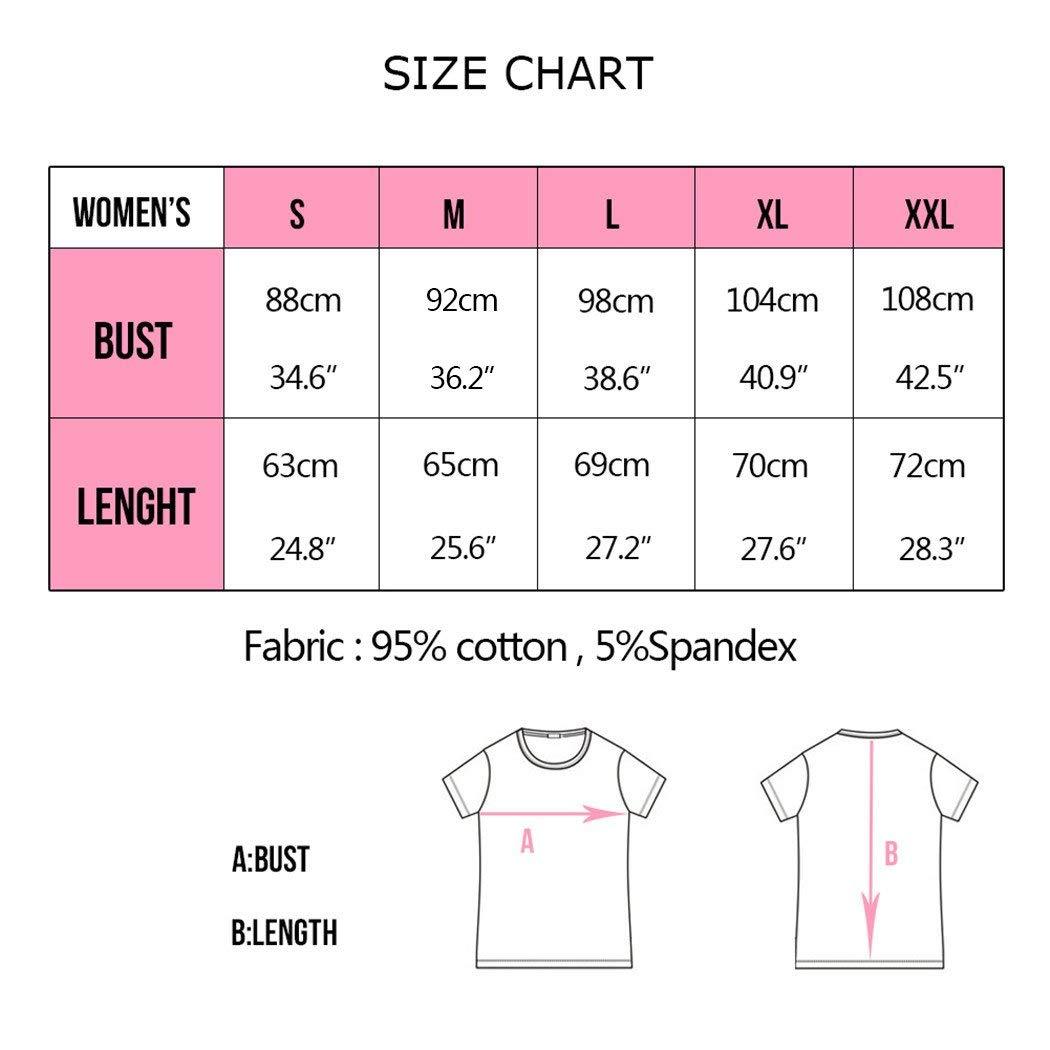 SIZE CHART
WOMEN'S S M L XL XXL
BUST
88cm 92cm 98cm 104cm 108cm
34.6″ 36.2″ 38.6″ 40.9″ 42.5″
LENGHT
63cm 65cm 69cm 70cm 72cm
24.8″ 25.6″ 27.2″ 27.6″ 28.3″
Fabric : 95% cotton , 5%Spandex
A
B
A:BUST
B:LENGTH